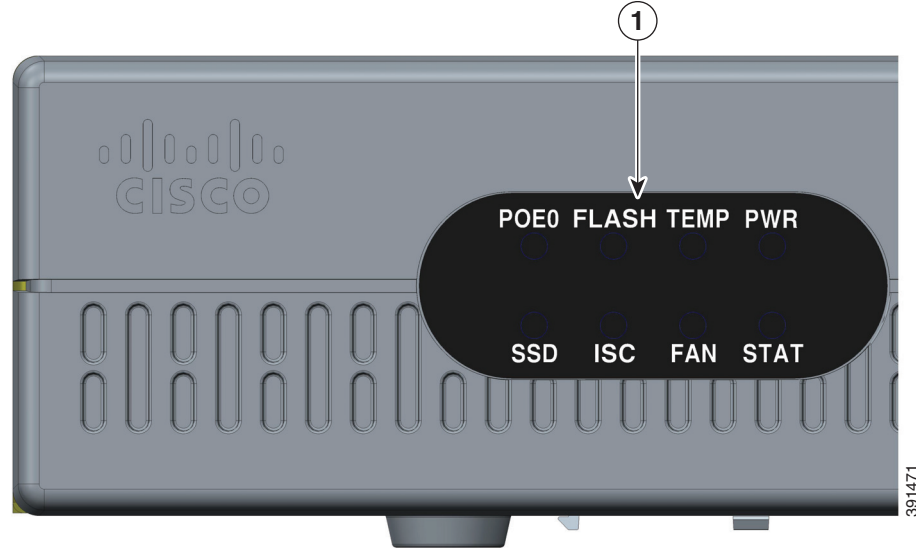 1
CISCO
POE0 FLASH TEMP PWR
SSD ISC FAN STAT
391471